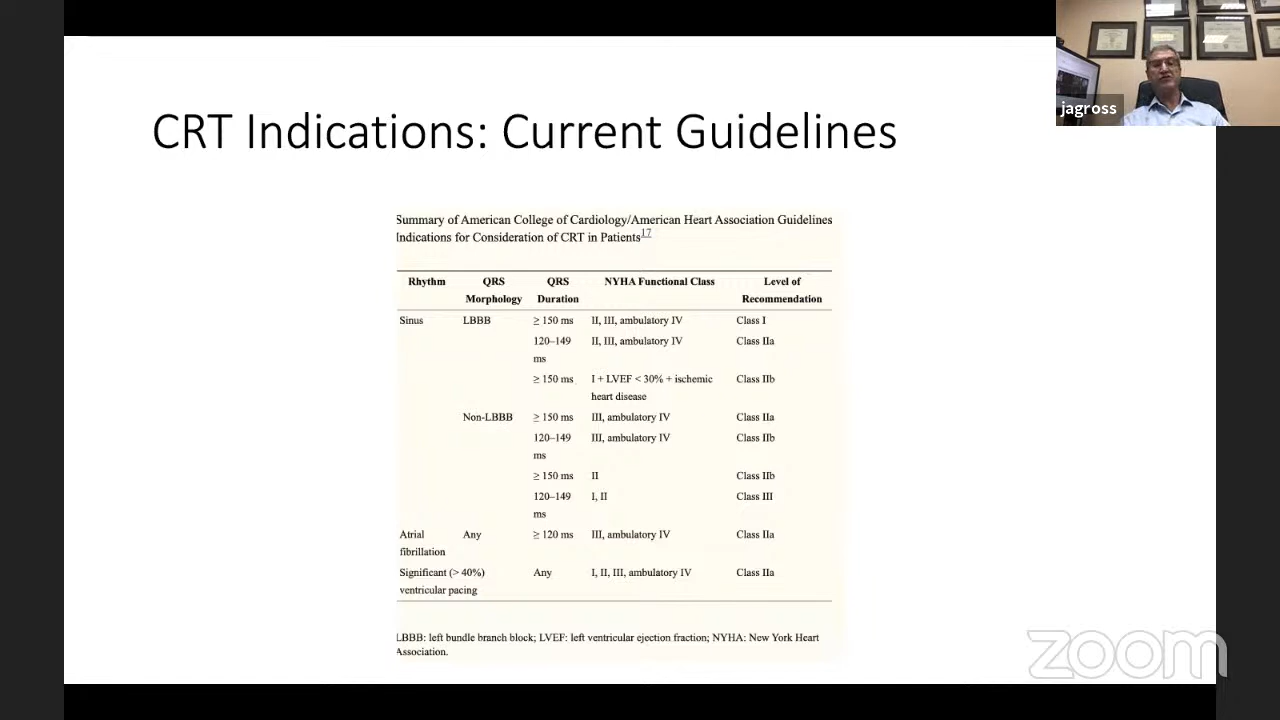 jagross
CRT Indications: Current Guidelines
Summary of American College of Cardiology/American Heart Association Guidelines
Indications for Consideration of CRT in Patients17
Rhythm QRS Morphology QRS Duration NYHA Functional Class Level of Recommendation
Sinus LBBB ≥ 150 ms II, III, ambulatory IV Class I
120–149 ms II, III, ambulatory IV Class IIa
≥ 150 ms I + LVEF < 30% + ischemic heart disease Class IIb
Non-LBBB ≥ 150 ms III, ambulatory IV Class IIa
120–149 ms III, ambulatory IV Class IIb
≥ 150 ms II Class IIb
120–149 ms I, II Class III
Atrial fibrillation Any ≥ 120 ms III, ambulatory IV Class IIa
Significant (> 40%) ventricular pacing Any I, II, III, ambulatory IV Class IIa
LBBB: left bundle branch block; LVEF: left ventricular ejection fraction; NYHA: New York Heart
Association.
zoom